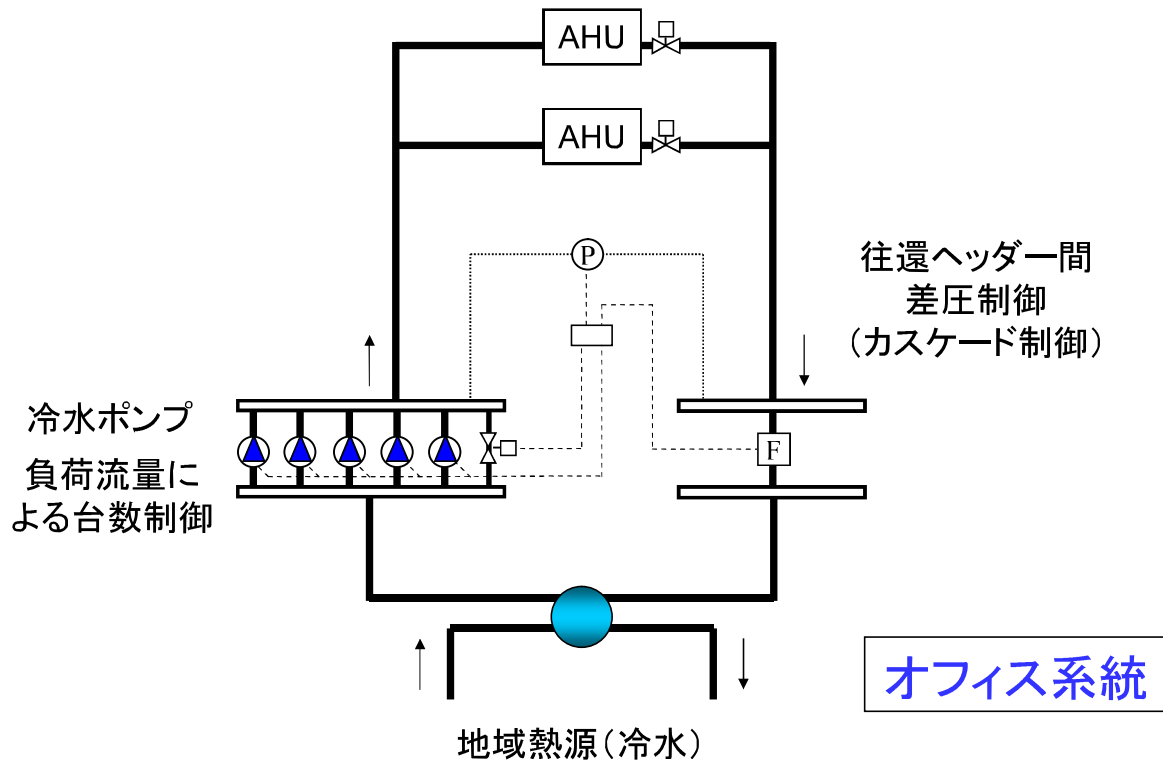 AHU
AHU
P
往還ヘッダー間
差圧制御
(カスケード制御)
冷水ポンプ
負荷流量に
よる台数制御
F
オフィス系統
地域熱源(冷水)